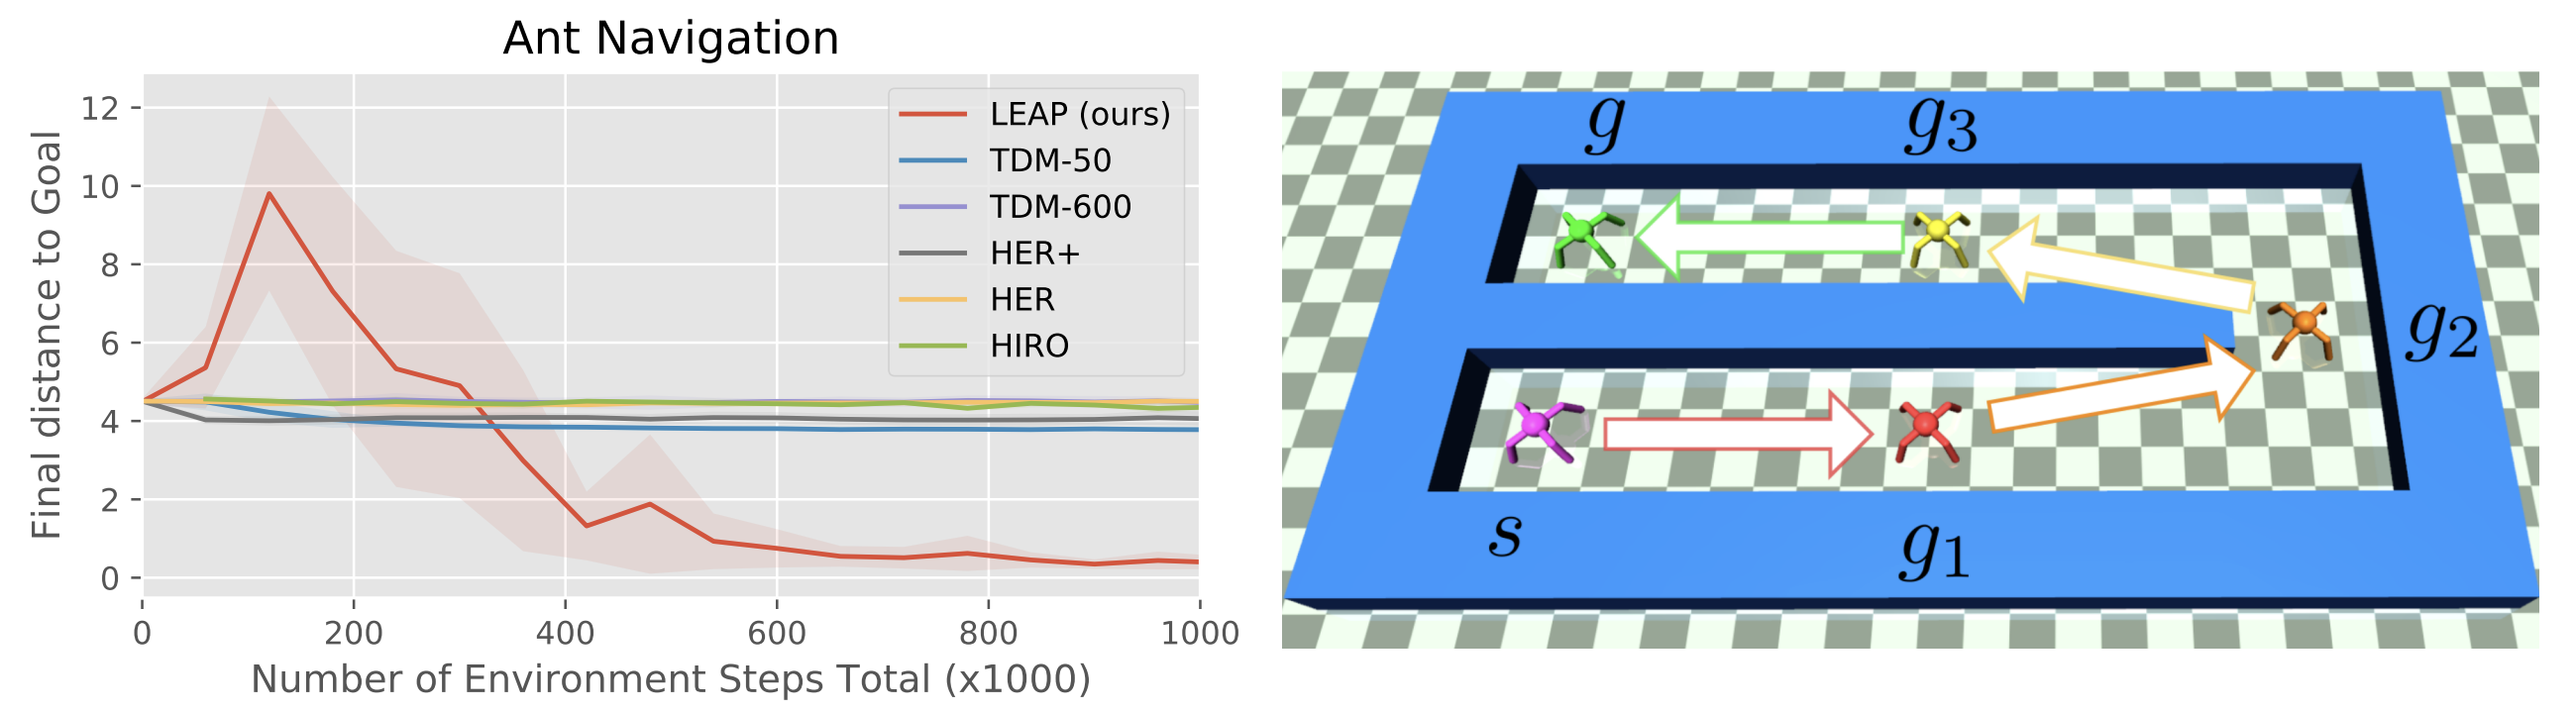 Ant Navigation
Final distance to Goal
12
10
8
6
4
2
0
LEAP (ours)
TDM-50
TDM-600
HER+
HER
HIRO
0 200 400 600 800 1000
Number of Environment Steps Total (x1000)
g g3
g2
s g1